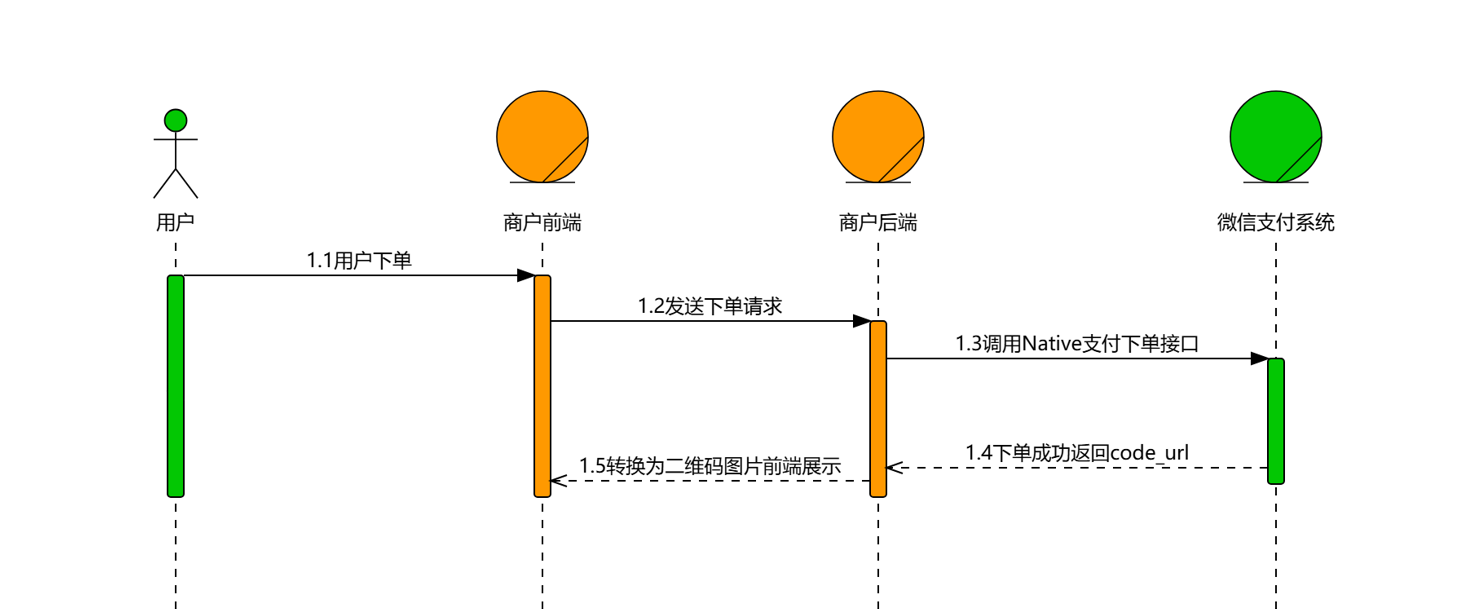 用户
商户前端
商户后端
微信支付系统
1.1用户下单
1.2发送下单请求
1.3调用Native支付下单接口
1.4下单成功返回code_url
1.5转换为二维码图片前端展示